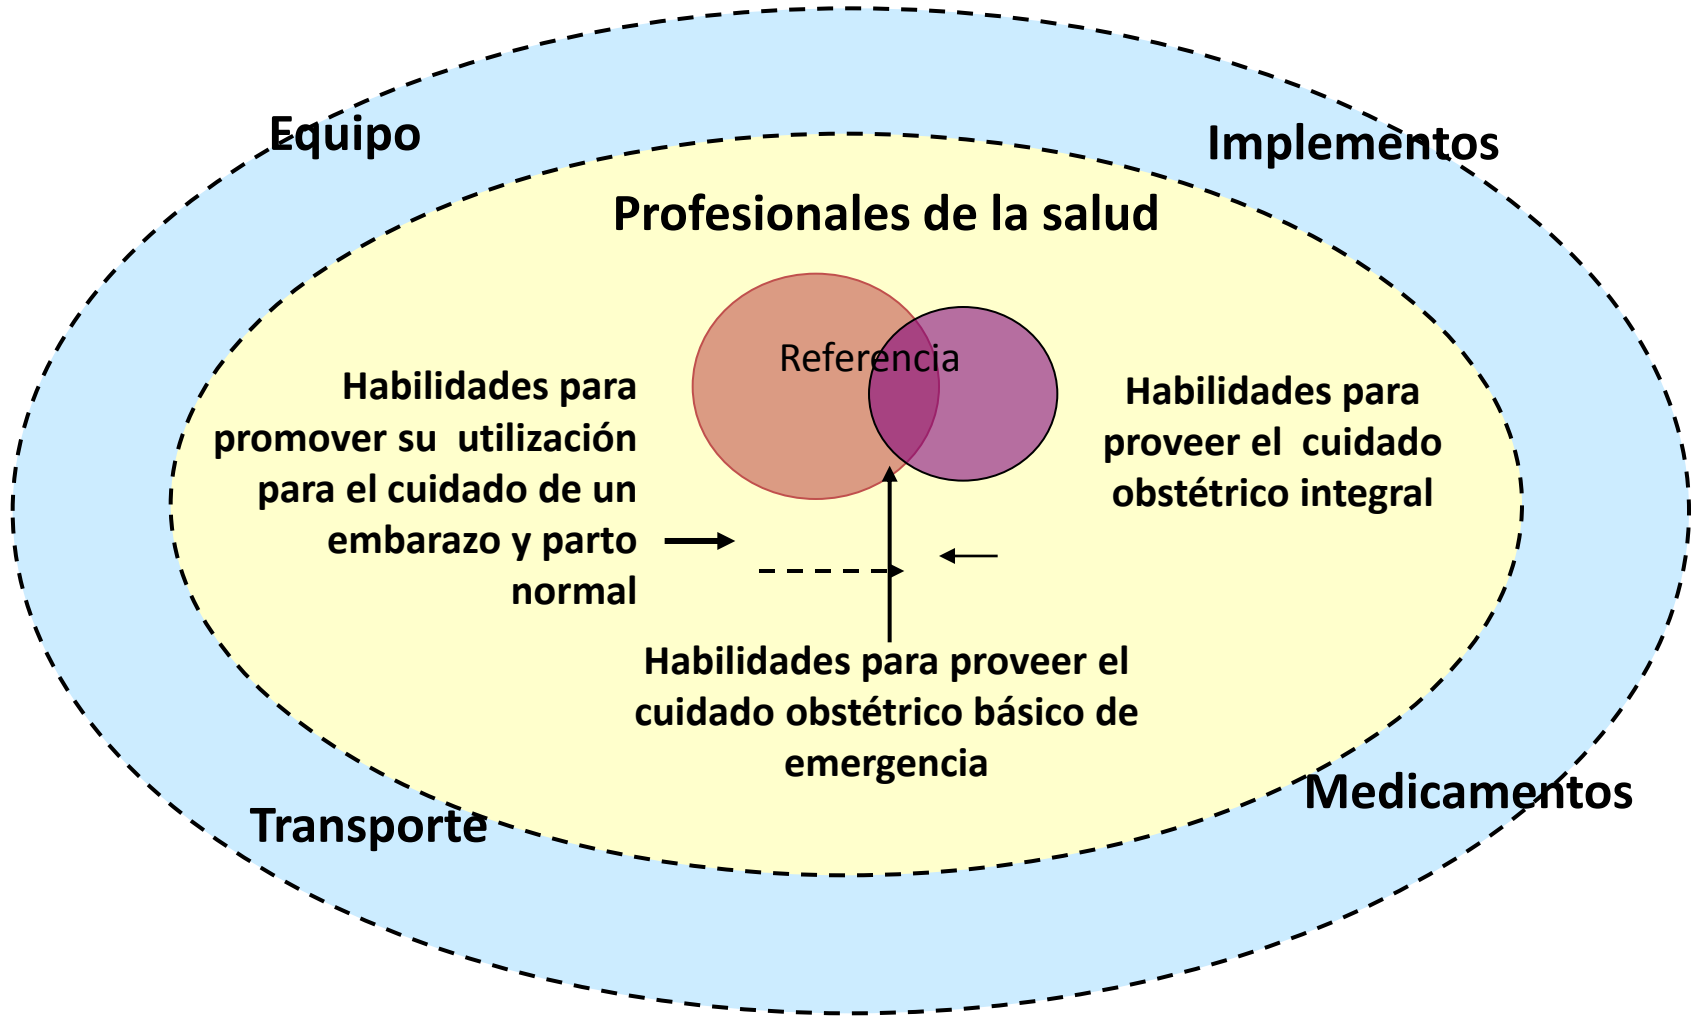 Equipo
Implementos
Profesionales de la salud
Referencia
Habilidades para
promover su  utilización
para el cuidado de un
embarazo y parto
normal
Habilidades para
proveer el  cuidado
obstétrico integral
Habilidades para proveer el
cuidado obstétrico básico de
emergencia
Transporte
Medicamentos